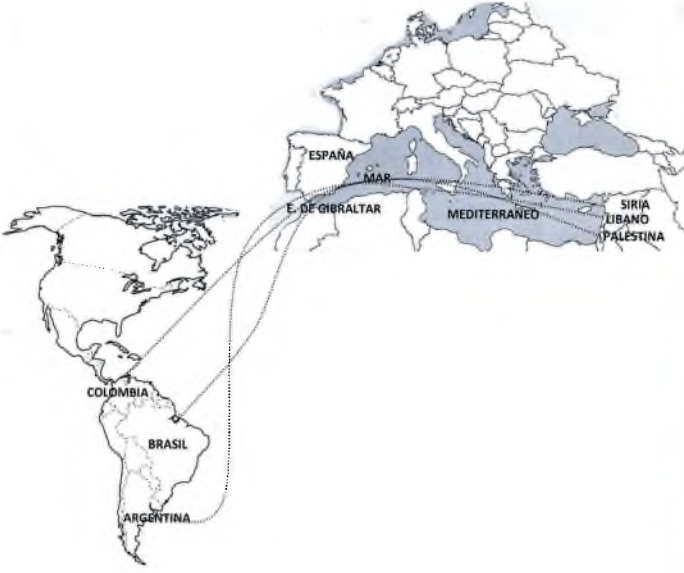 ESPAÑA
MAR
E. DE GIBRALTAR
MEDITERRANEO
SIRIA
LIBANO
PALESTINA
COLOMBIA
BRASIL
ARGENTINA